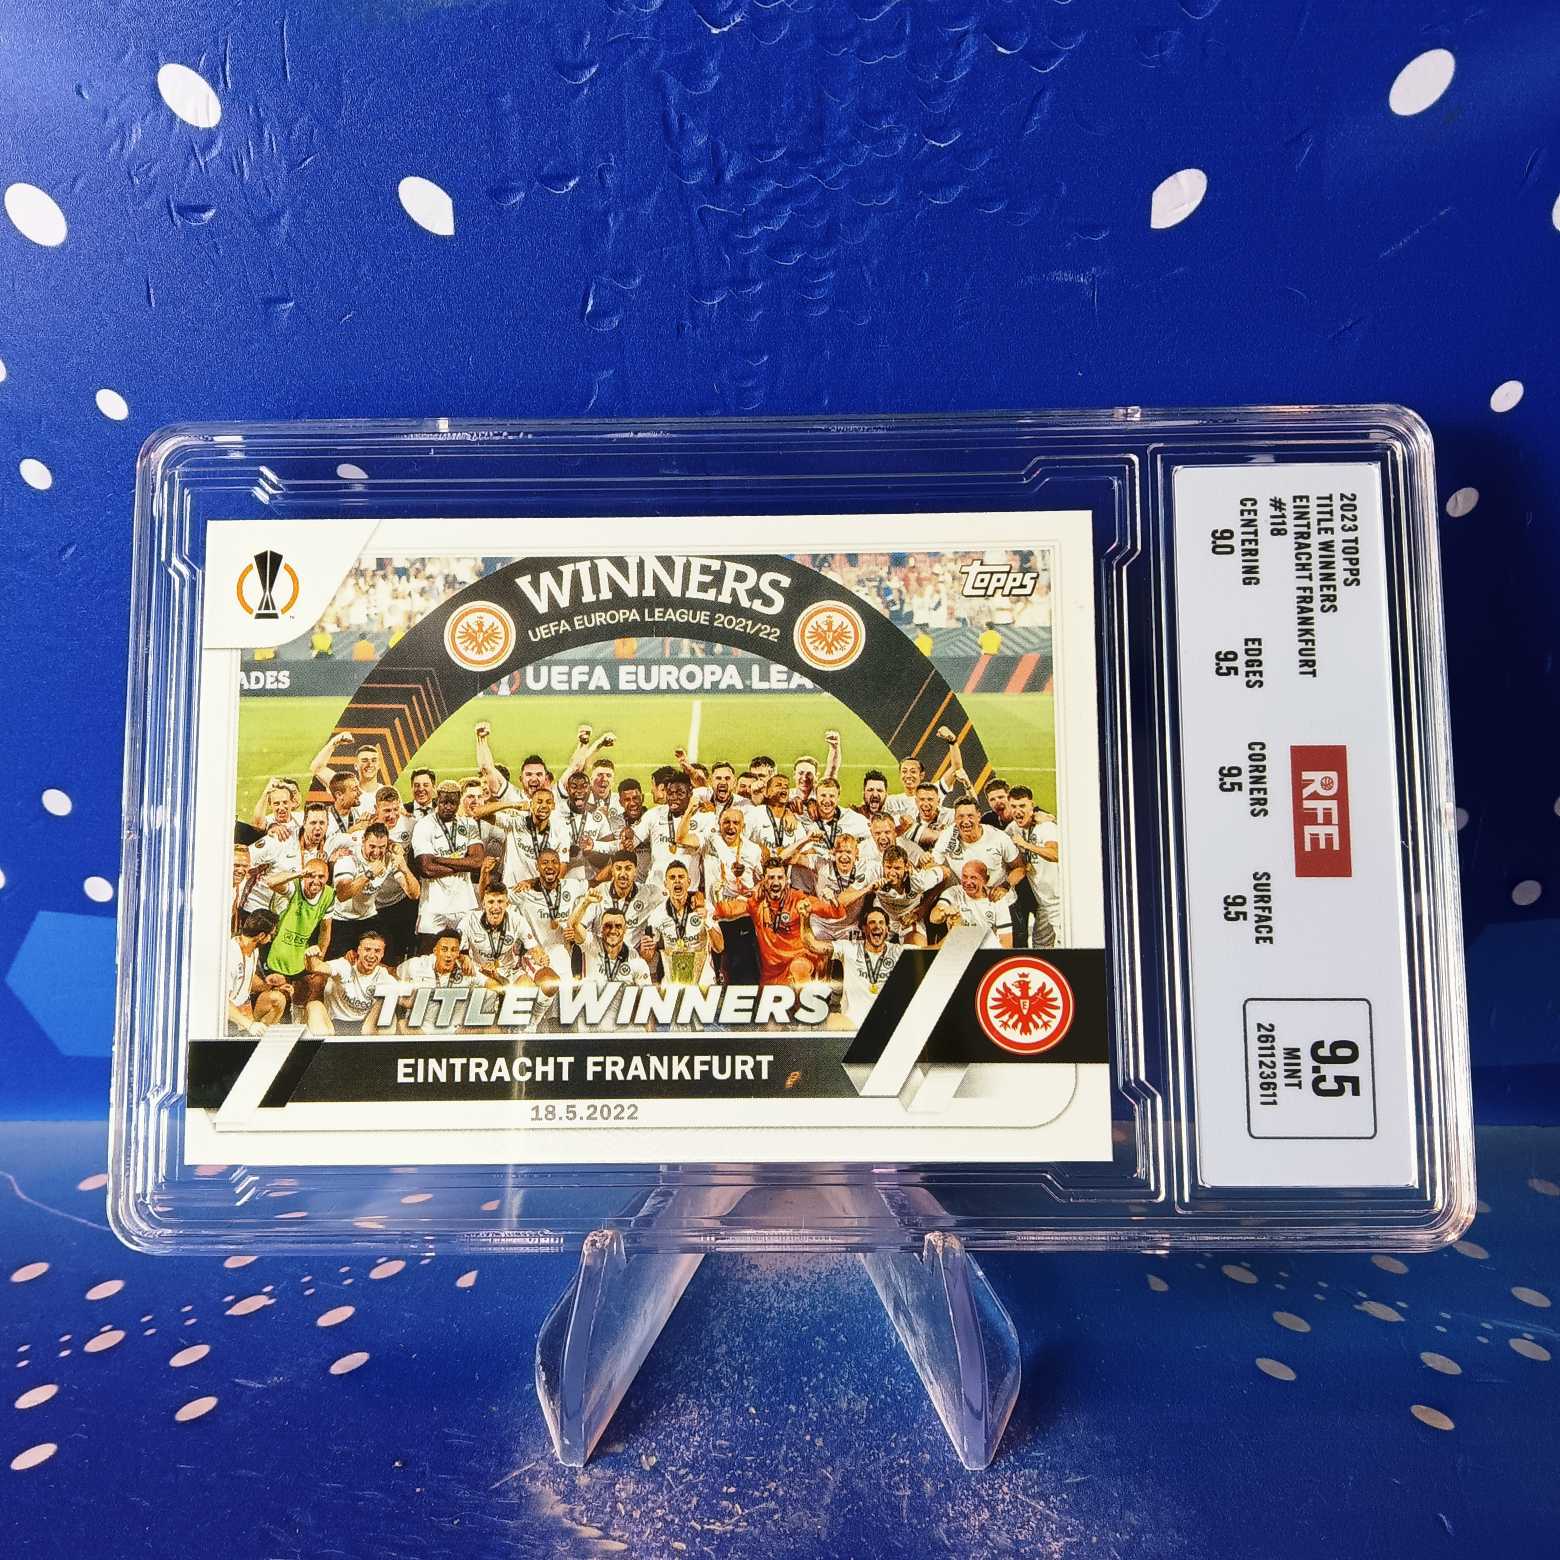 WINNERS
UEFA EUROPA LEAGUE 2021/22
topps
ADES
UEFA EUROPA LEA
TITLE WINNERS
EINTRACHT FRANKFURT
18.5.2022
2023 TOPPS
TITLE WINNERS
EINTRACHT FRANKFURT
#118
CENTERING EDGES CORNERS SURFACE
9.0 9.5 9.5 9.5
RFE
9.5
MINT
261123611